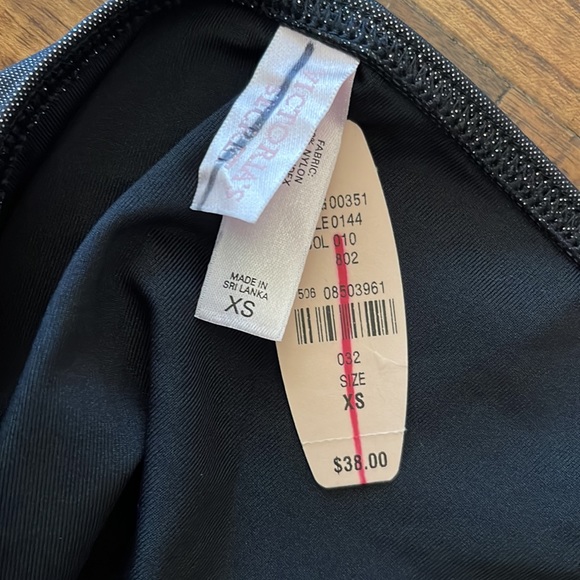 VICTORIA'S
SECRET
FABRIC:
NYLON
MADE IN
SRI LANKA
XS
00351
LE 0144
OL 010
802
506 08503961
032
SIZE
XS
$38.00